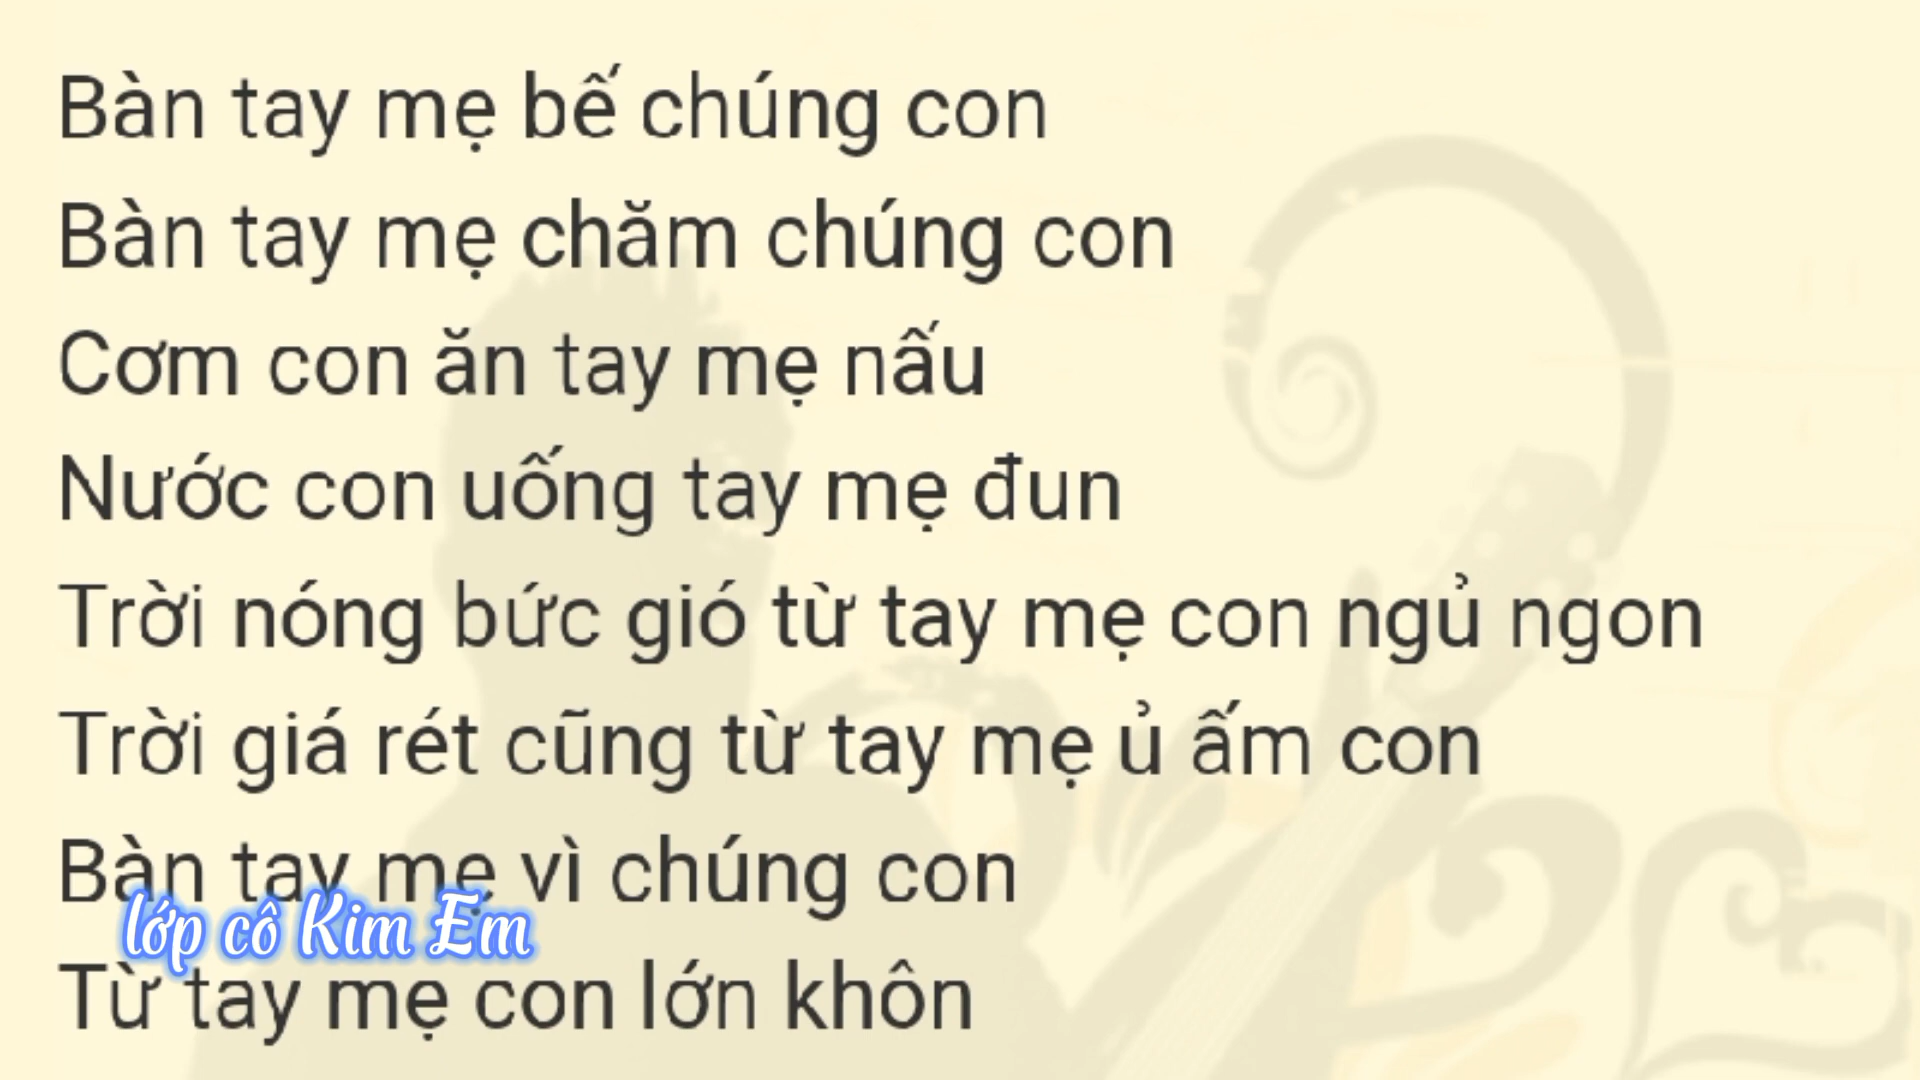 Bàn tay mẹ bế chúng con
Bàn tay mẹ chăm chúng con
Cơm con ăn tay mẹ nấu
Nước con uống tay mẹ đun
Trời nóng bức gió từ tay mẹ con ngủ ngon
Trời giá rét cũng từ tay mẹ ủ ấm con
Bàn tay mẹ vì chúng con
lớp cô Kim Em
Từ tay mẹ con lớn khôn